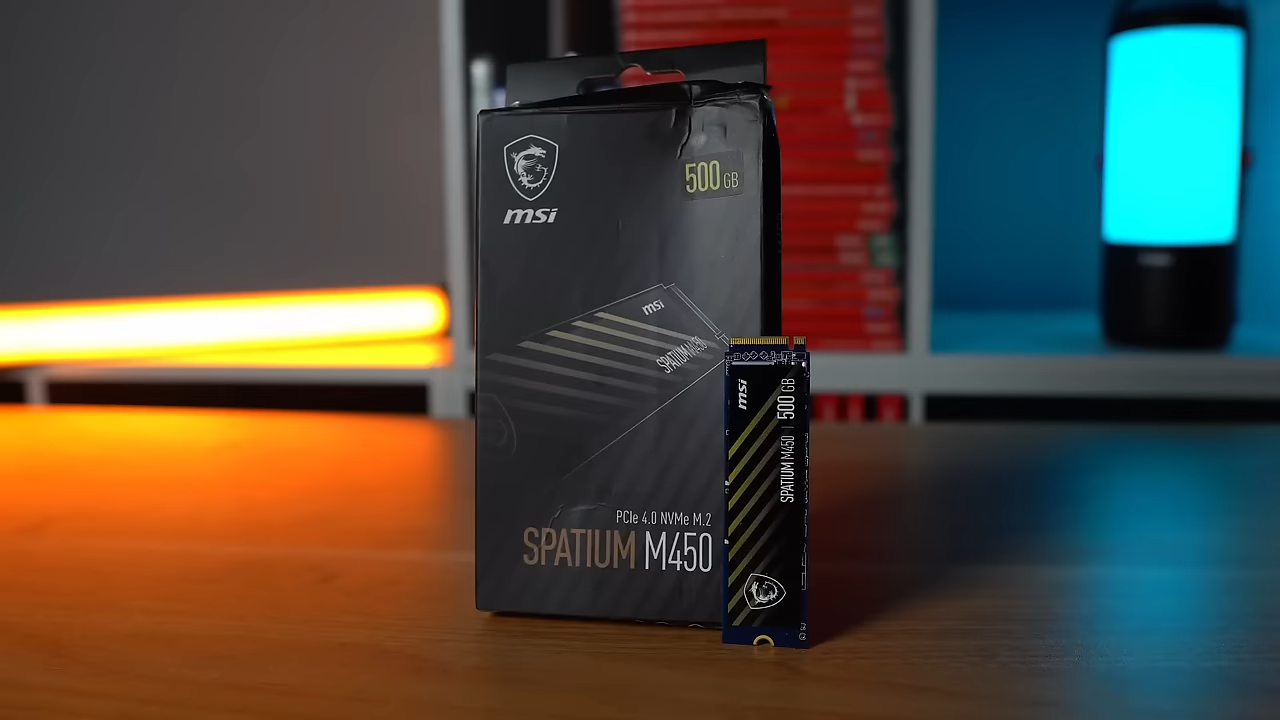 msi
500 GB
msi
SPATIUM M450
PCIe 4.0 NVMe M.2
SPATIUM M450
msi
SPATIUM M450 | 500 GB